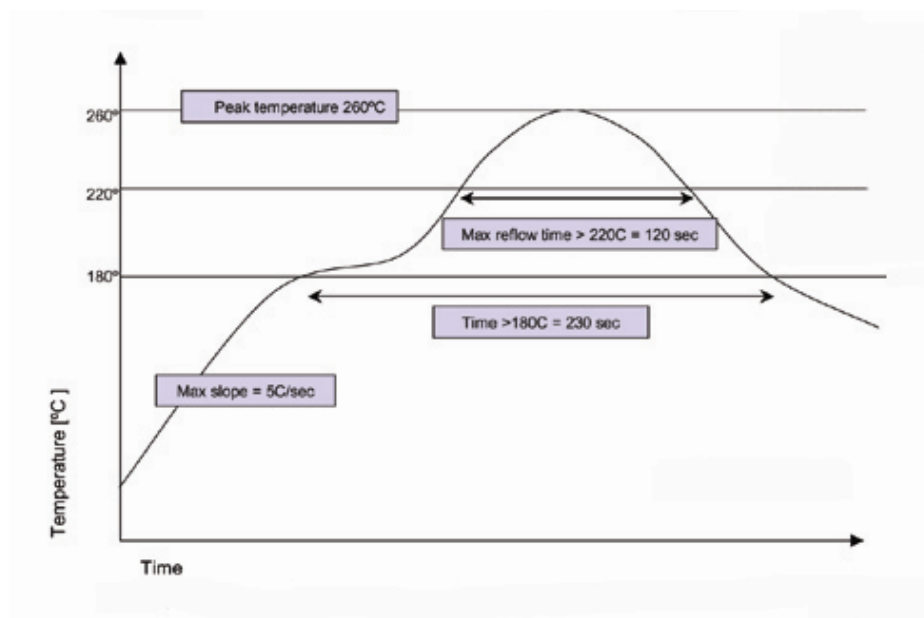 Peak temperature 260ºC
260º
220º
Max reflow time > 220C = 120 sec
180º
Time >180C = 230 sec
Max slope = 5C/sec
Temperature [ºC ]
Time